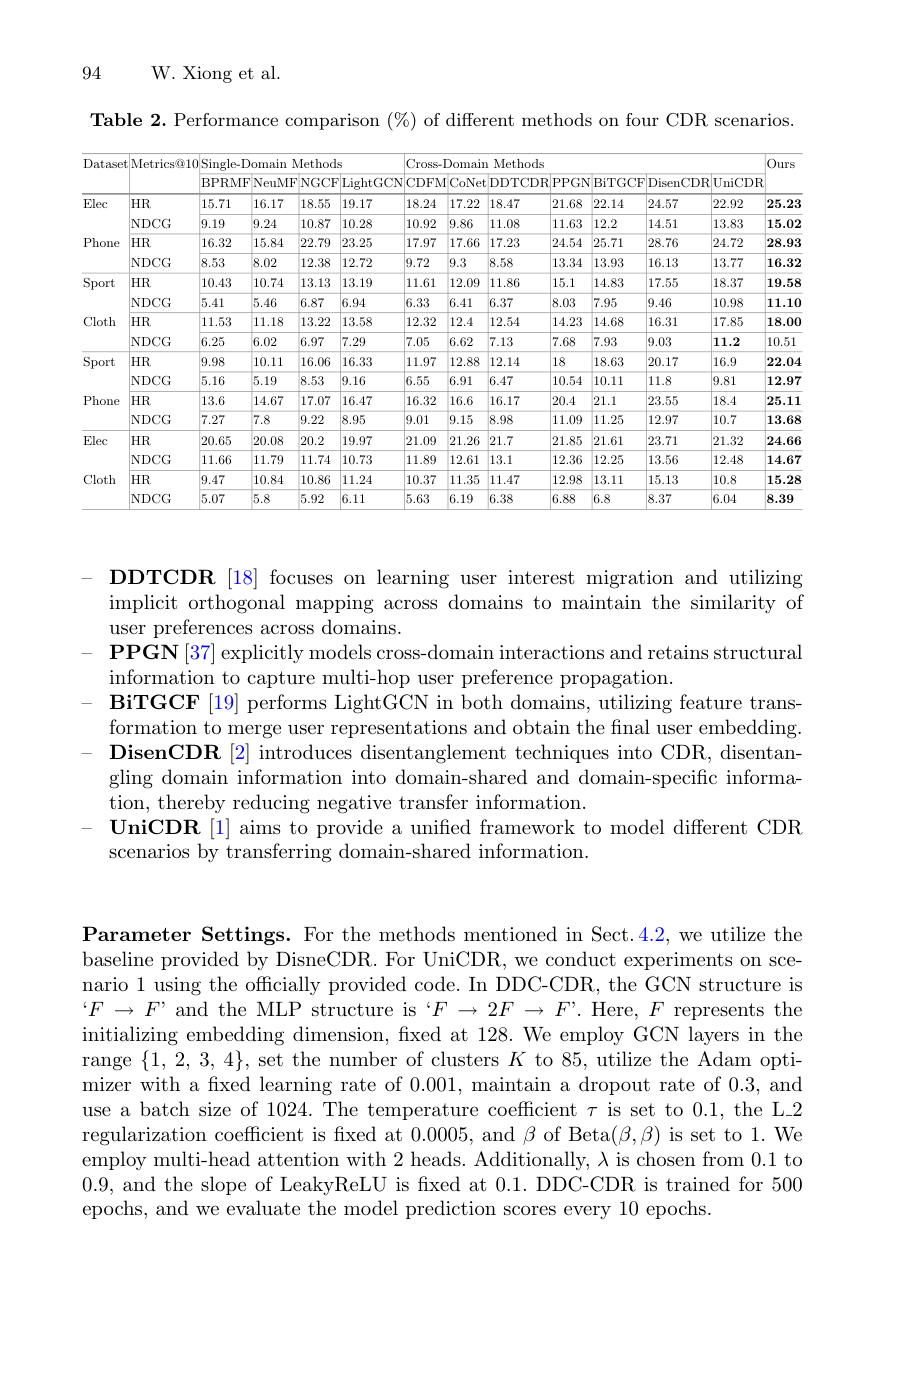 94 W. Xiong et al.
Table 2. Performance comparison (%) of different methods on four CDR scenarios.
Dataset Metrics@10 Single-Domain Methods Cross-Domain Methods Ours
BPRMF NeuMF NGCF LightGCN CDFM CoNet DDTCDR PPGN BiTGCF DisenCDR UniCDR
Elec HR 15.71 16.17 18.55 19.17 18.24 17.22 18.47 21.68 22.14 24.57 22.92 25.23
NDCG 9.19 9.24 10.87 10.28 10.92 9.86 11.08 11.63 12.2 14.51 13.83 15.02
Phone HR 16.32 15.84 22.79 23.25 17.97 17.66 17.23 24.54 25.71 28.76 24.72 28.93
NDCG 8.53 8.02 12.38 12.72 9.72 9.3 8.58 13.34 13.93 16.13 13.77 16.32
Sport HR 10.43 10.74 13.13 13.19 11.61 12.09 11.86 15.1 14.83 17.55 18.37 19.58
NDCG 5.41 5.46 6.87 6.94 6.33 6.41 6.37 8.03 7.95 9.46 10.98 11.10
Cloth HR 11.53 11.18 13.22 13.58 12.32 12.4 12.54 14.23 14.68 16.31 17.85 18.00
NDCG 6.25 6.02 6.97 7.29 7.05 6.62 7.13 7.68 7.93 9.03 11.2 10.51
Sport HR 9.98 10.11 16.06 16.33 11.97 12.88 12.14 18 18.63 20.17 16.9 22.04
NDCG 5.16 5.19 8.53 9.16 6.55 6.91 6.47 10.54 10.11 11.8 9.81 12.97
Phone HR 13.6 14.67 17.07 16.47 16.32 16.6 16.17 20.4 21.1 23.55 18.4 25.11
NDCG 7.27 7.8 9.22 8.95 9.01 9.15 8.98 11.09 11.25 12.97 10.7 13.68
Elec HR 20.65 20.08 20.2 19.97 21.09 21.26 21.7 21.85 21.61 23.71 21.32 24.66
NDCG 11.66 11.79 11.74 10.73 11.89 12.61 13.1 12.36 12.25 13.56 12.48 14.67
Cloth HR 9.47 10.84 10.86 11.24 10.37 11.35 11.47 12.98 13.11 15.13 10.8 15.28
NDCG 5.07 5.8 5.92 6.11 5.63 6.19 6.38 6.88 6.8 8.37 6.04 8.39
– DDTCDR [18] focuses on learning user interest migration and utilizing
implicit orthogonal mapping across domains to maintain the similarity of
user preferences across domains.
– PPGN [37] explicitly models cross-domain interactions and retains structural
information to capture multi-hop user preference propagation.
– BiTGCF [19] performs LightGCN in both domains, utilizing feature trans-
formation to merge user representations and obtain the final user embedding.
– DisenCDR [2] introduces disentanglement techniques into CDR, disentan-
gling domain information into domain-shared and domain-specific informa-
tion, thereby reducing negative transfer information.
– UniCDR [1] aims to provide a unified framework to model different CDR
scenarios by transferring domain-shared information.
Parameter Settings. For the methods mentioned in Sect. 4.2, we utilize the
baseline provided by DisneCDR. For UniCDR, we conduct experiments on sce-
nario 1 using the officially provided code. In DDC-CDR, the GCN structure is
‘F → F’ and the MLP structure is ‘F → 2F → F’. Here, F represents the
initializing embedding dimension, fixed at 128. We employ GCN layers in the
range {1, 2, 3, 4}, set the number of clusters K to 85, utilize the Adam opti-
mizer with a fixed learning rate of 0.001, maintain a dropout rate of 0.3, and
use a batch size of 1024. The temperature coefficient τ is set to 0.1, the L_2
regularization coefficient is fixed at 0.0005, and β of Beta(β, β) is set to 1. We
employ multi-head attention with 2 heads. Additionally, λ is chosen from 0.1 to
0.9, and the slope of LeakyReLU is fixed at 0.1. DDC-CDR is trained for 500
epochs, and we evaluate the model prediction scores every 10 epochs.